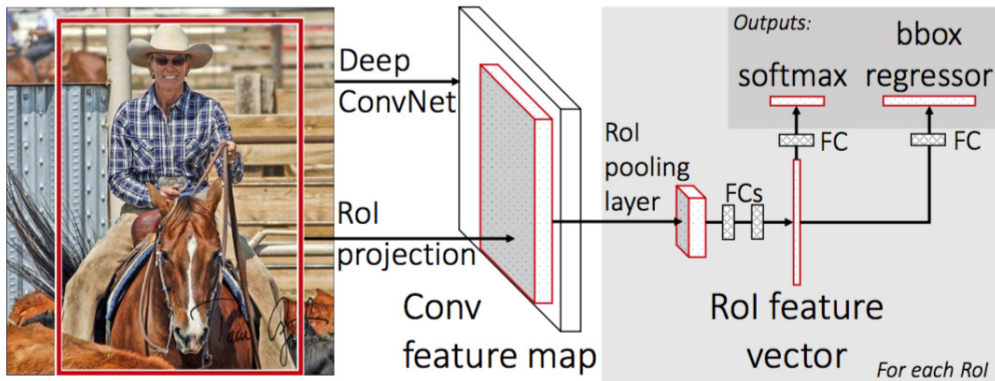 Deep
ConvNet
RoI
projection
Conv
feature map
RoI
pooling
layer
FCs
RoI feature
vector
For each RoI
Outputs:
softmax
bbox
regressor
FC
FC